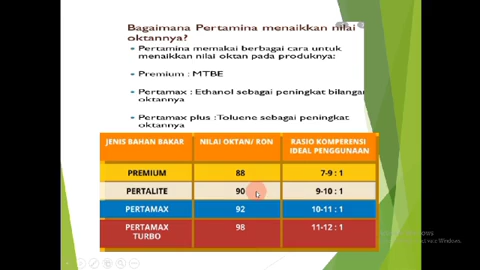 Bagaimana Pertamina menaikkan nilai
oktannya?
Pertamina memakai berbagai cara untuk
menaikkan nilai oktan pada produknya:
Premium : MTBE
Pertamax : Ethanol sebagai peningkat bilangan
oktannya
Pertamax plus : Toluene sebagai peningkat
oktannya
JENIS BAHAN BAKAR NILAI OKTAN/ RON RASIO KOMPERENSI
IDEAL PENGGUNAAN
PREMIUM 88 7-9 : 1
PERTALITE 90 9-10 : 1
PERTAMAX 92 10-11 : 1
PERTAMAX
TURBO 98 11-12 : 1